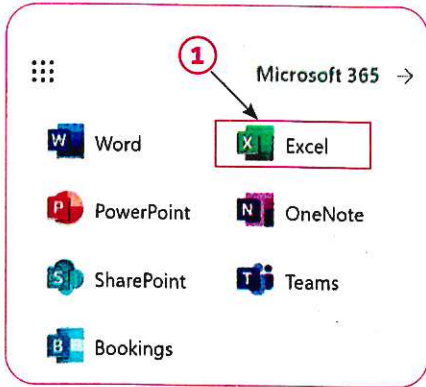 1
Microsoft 365 →
W Word
X Excel
P PowerPoint
N OneNote
S SharePoint
T Teams
B Bookings